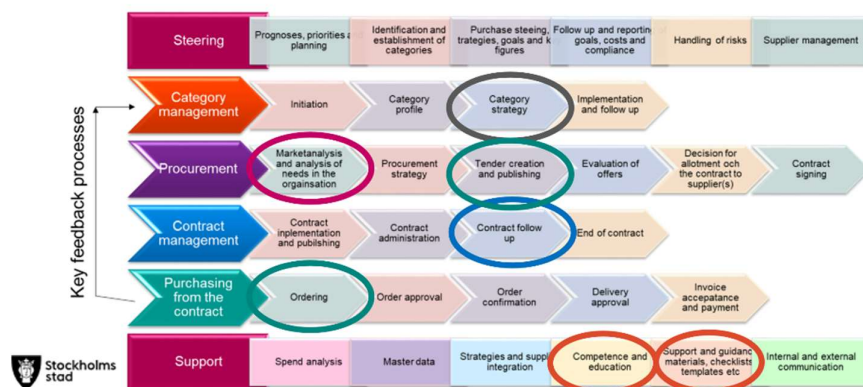 Steering
Prognoses, priorities a
planning
Identification and
establishment of
categories
Purchase steeing,
trategies, goals and k
figures
Follow up and reporting
goals, costs and
compliance
Handling of risks
Supplier management
Key feedback processes
Category
management
Initiation
Category
profile
Category
strategy
Implementation
and follow up
Procurement
Marketanalysis
and analysis of
needs in the
orgainsation
Procurement
strategy
Tender creation
and publishing
Evaluation of
offers
Decision for
allotment och
the contract to
supplier(s)
Contract
signing
Contract
management
Contract
inplementation
and publishing
Contract
administration
Contract follow
up
End of contract
Purchasing
from the
contract
Ordering
Order approval
Order
confirmation
Delivery
approval
Invoice
accepatance
and payment
Support
Spend analysis
Master data
Strategies and suppl
integration
Competence and
education
Support and guidanc
materials, checklists
templates etc
Internal and external
communication
Stockholms
stad